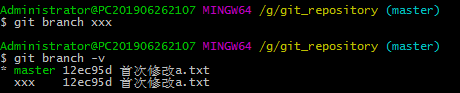 Administrator@PC201906262107 MINGW64 /g/git_repository (master)
$ git branch xxx
Administrator@PC201906262107 MINGW64 /g/git_repository (master)
$ git branch -v
* master 12ec95d 首次修改a.txt
  xxx    12ec95d 首次修改a.txt